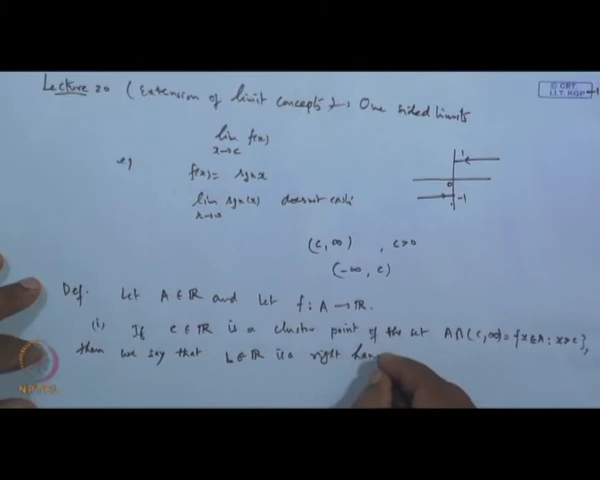 Lecture 20 (Extension of limit concepts) → One sided Limits
© CET
I.I.T. KGP
lim f(x)
x→c
eg
f(x) = sgn x
lim sgn(x) does not exist
x→0
1
0
-1
(c, ∞) , c>0
(-∞, c)
Def. Let A ∈ ℝ and let f : A → ℝ.
(i) If c ∈ ℝ is a cluster point of the set A∩(c, ∞) = {x∈A : x>c},
then we say that L ∈ ℝ is a right han
NPTEL